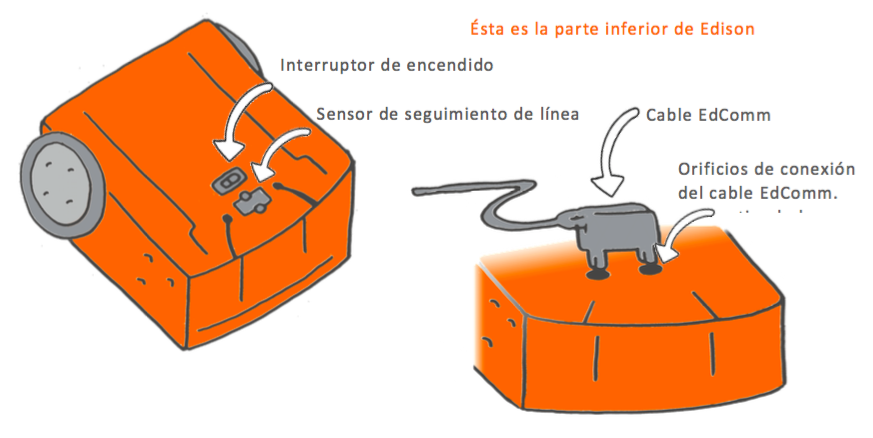 Ésta es la parte inferior de Edison
Interruptor de encendido
Sensor de seguimiento de línea
Cable EdComm
Orificios de conexión
del cable EdComm.